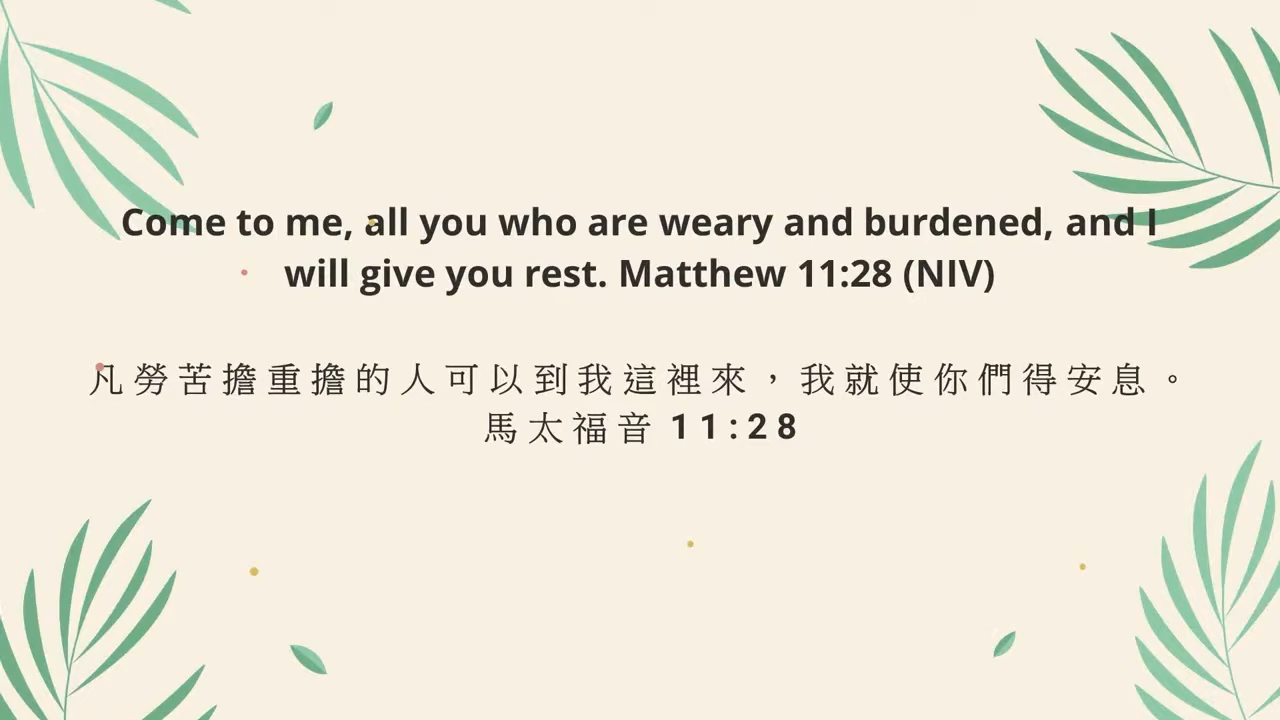 Come to me, all you who are weary and burdened, and I
will give you rest. Matthew 11:28 (NIV)
凡勞苦擔重擔的人可以到我這裡來，我就使你們得安息。
馬太福音 11:28